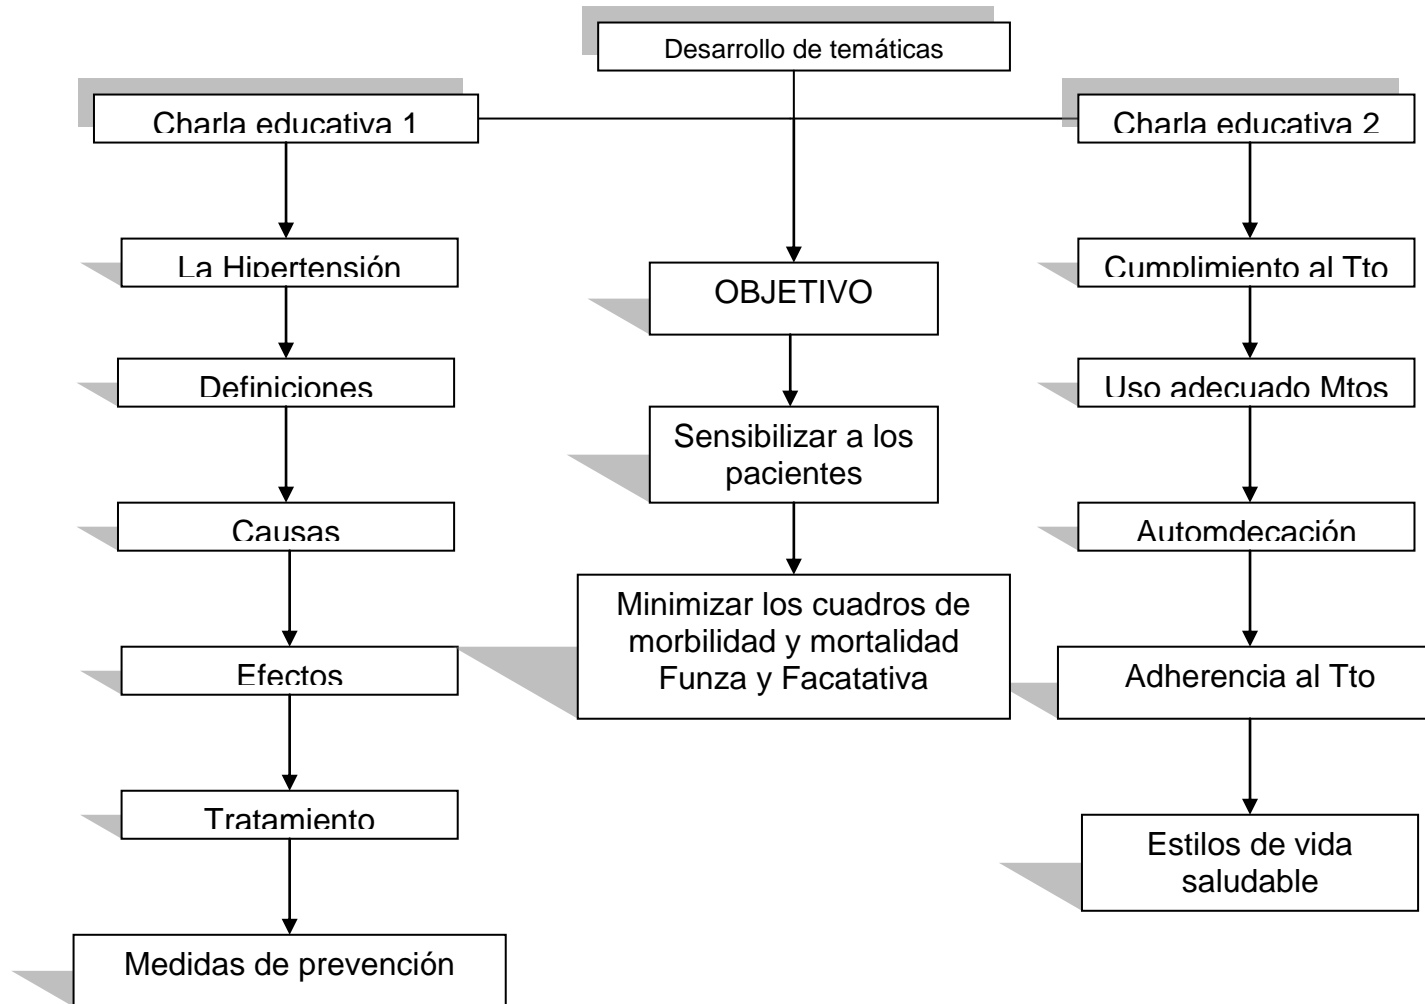 Desarrollo de temáticas
Charla educativa 1
La Hipertensión
Definiciones
Causas
Efectos
Tratamiento
Medidas de prevención
OBJETIVO
Sensibilizar a los
pacientes
Minimizar los cuadros de
morbilidad y mortalidad
Funza y Facatativa
Charla educativa 2
Cumplimiento al Tto
Uso adecuado Mtos
Automdecación
Adherencia al Tto
Estilos de vida
saludable